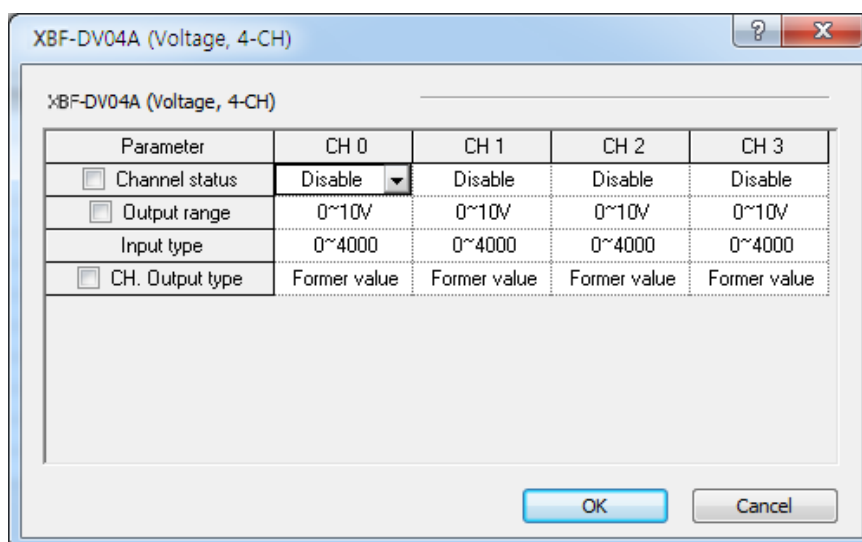 XBF-DV04A (Voltage, 4-CH)
XBF-DV04A (Voltage, 4-CH)
Parameter CH 0 CH 1 CH 2 CH 3
Channel status Disable Disable Disable Disable
Output range 0~10V 0~10V 0~10V 0~10V
Input type 0~4000 0~4000 0~4000 0~4000
CH. Output type Former value Former value Former value Former value
OK Cancel